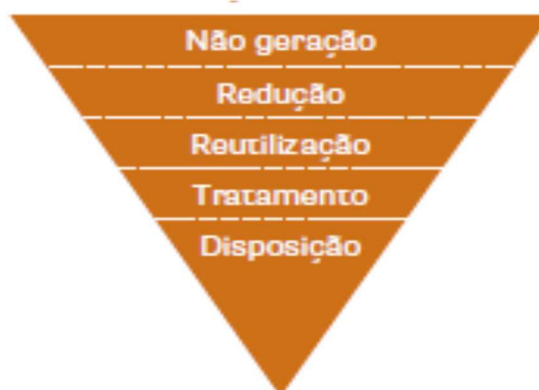 Não geração
Redução
Reutilização
Tratamento
Disposição